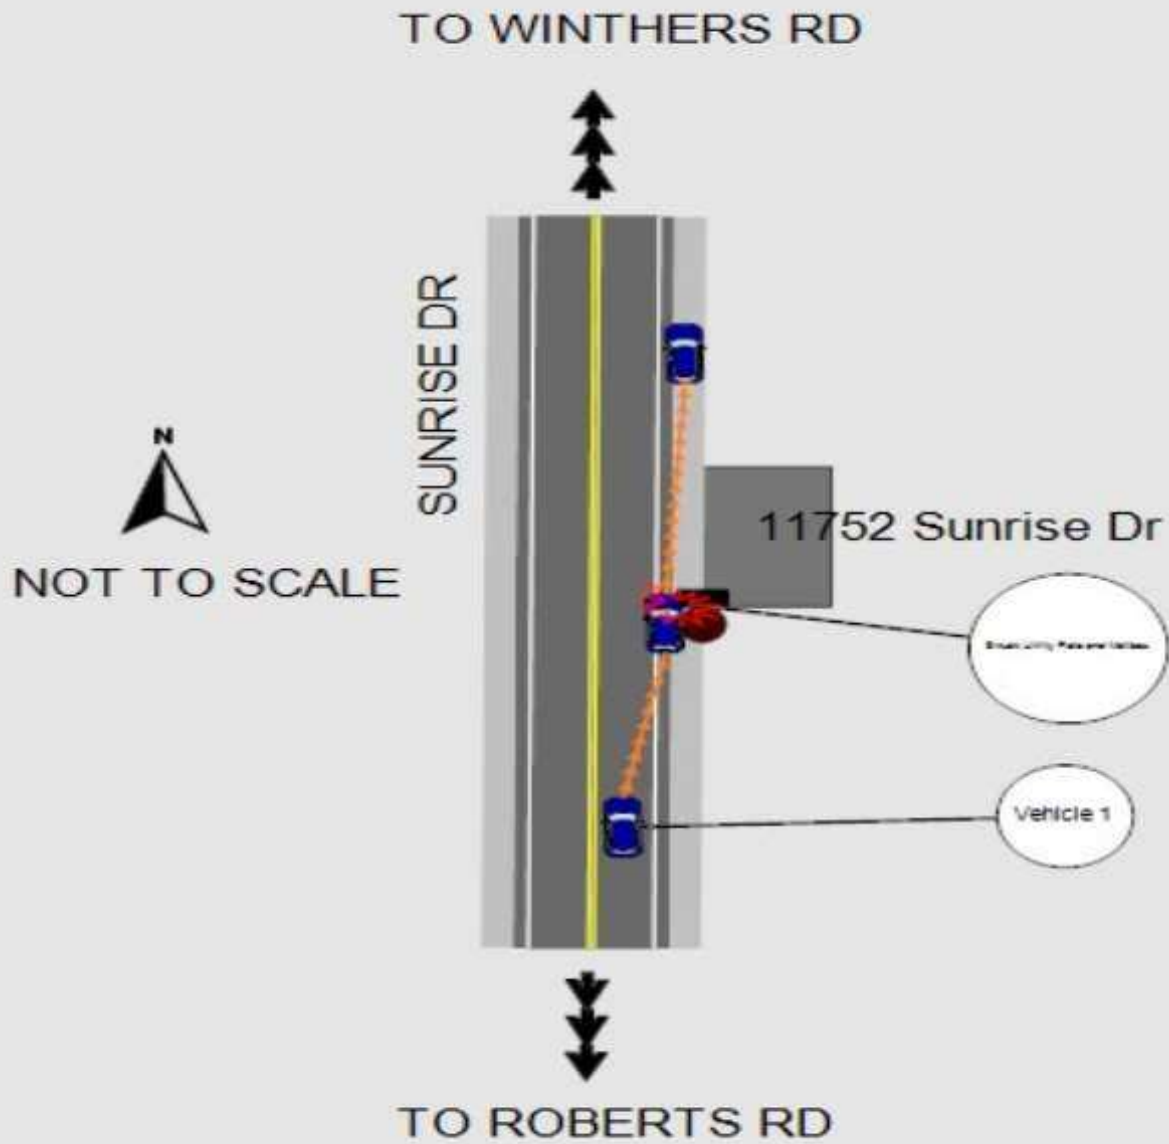 TO WINTHERS RD
SUNRISE DR
N
NOT TO SCALE
11752 Sunrise Dr
Vehicle 1
TO ROBERTS RD